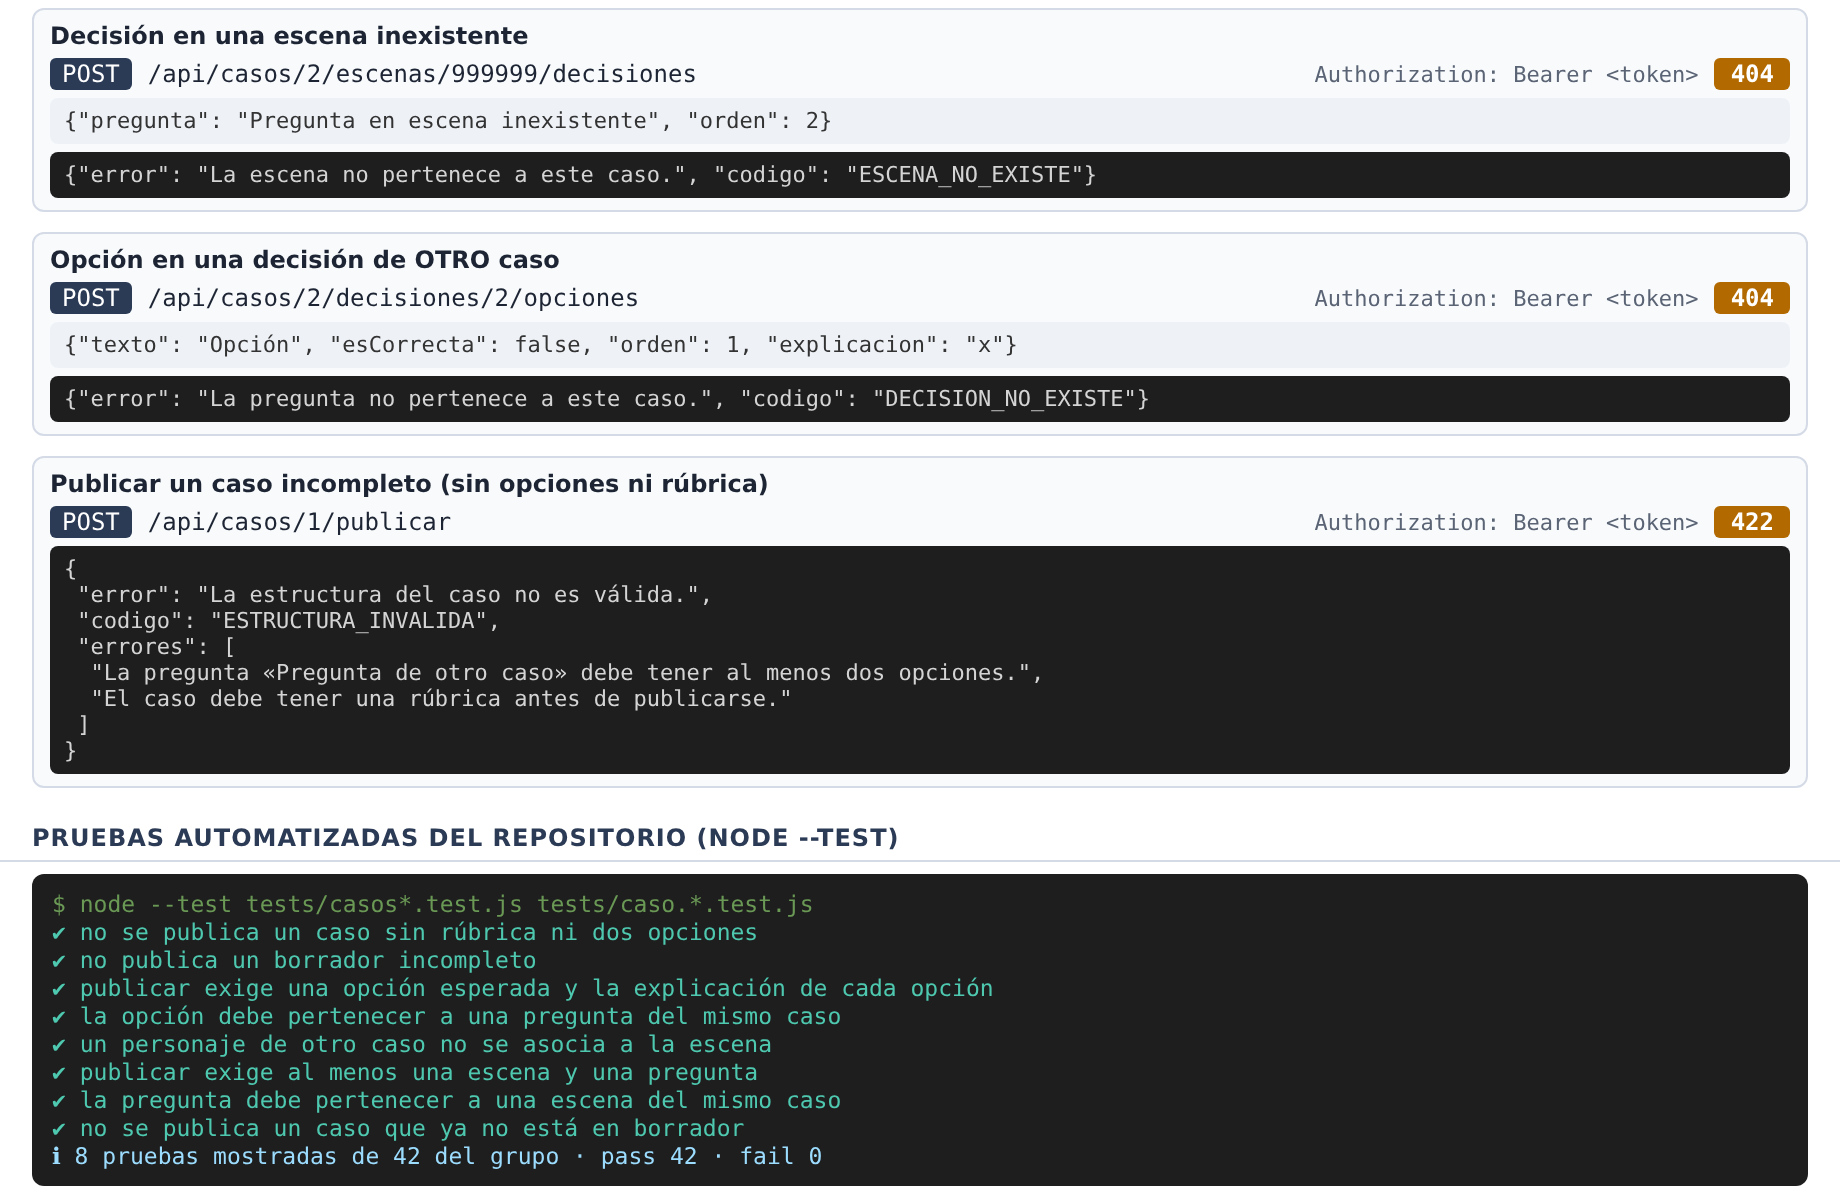 Decisión en una escena inexistente
POST /api/casos/2/escenas/999999/decisiones Authorization: Bearer <token> 404
{"pregunta": "Pregunta en escena inexistente", "orden": 2}
{"error": "La escena no pertenece a este caso.", "codigo": "ESCENA_NO_EXISTE"}
Opción en una decisión de OTRO caso
POST /api/casos/2/decisiones/2/opciones Authorization: Bearer <token> 404
{"texto": "Opción", "esCorrecta": false, "orden": 1, "explicacion": "x"}
{"error": "La pregunta no pertenece a este caso.", "codigo": "DECISION_NO_EXISTE"}
Publicar un caso incompleto (sin opciones ni rúbrica)
POST /api/casos/1/publicar Authorization: Bearer <token> 422
{
"error": "La estructura del caso no es válida.",
"codigo": "ESTRUCTURA_INVALIDA",
"errores": [
"La pregunta «Pregunta de otro caso» debe tener al menos dos opciones.",
"El caso debe tener una rúbrica antes de publicarse."
]
}
PRUEBAS AUTOMATIZADAS DEL REPOSITORIO (NODE --TEST)
$ node --test tests/casos*.test.js tests/caso.*.test.js
✔ no se publica un caso sin rúbrica ni dos opciones
✔ no publica un borrador incompleto
✔ publicar exige una opción esperada y la explicación de cada opción
✔ la opción debe pertenecer a una pregunta del mismo caso
✔ un personaje de otro caso no se asocia a la escena
✔ publicar exige al menos una escena y una pregunta
✔ la pregunta debe pertenecer a una escena del mismo caso
✔ no se publica un caso que ya no está en borrador
ℹ 8 pruebas mostradas de 42 del grupo · pass 42 · fail 0